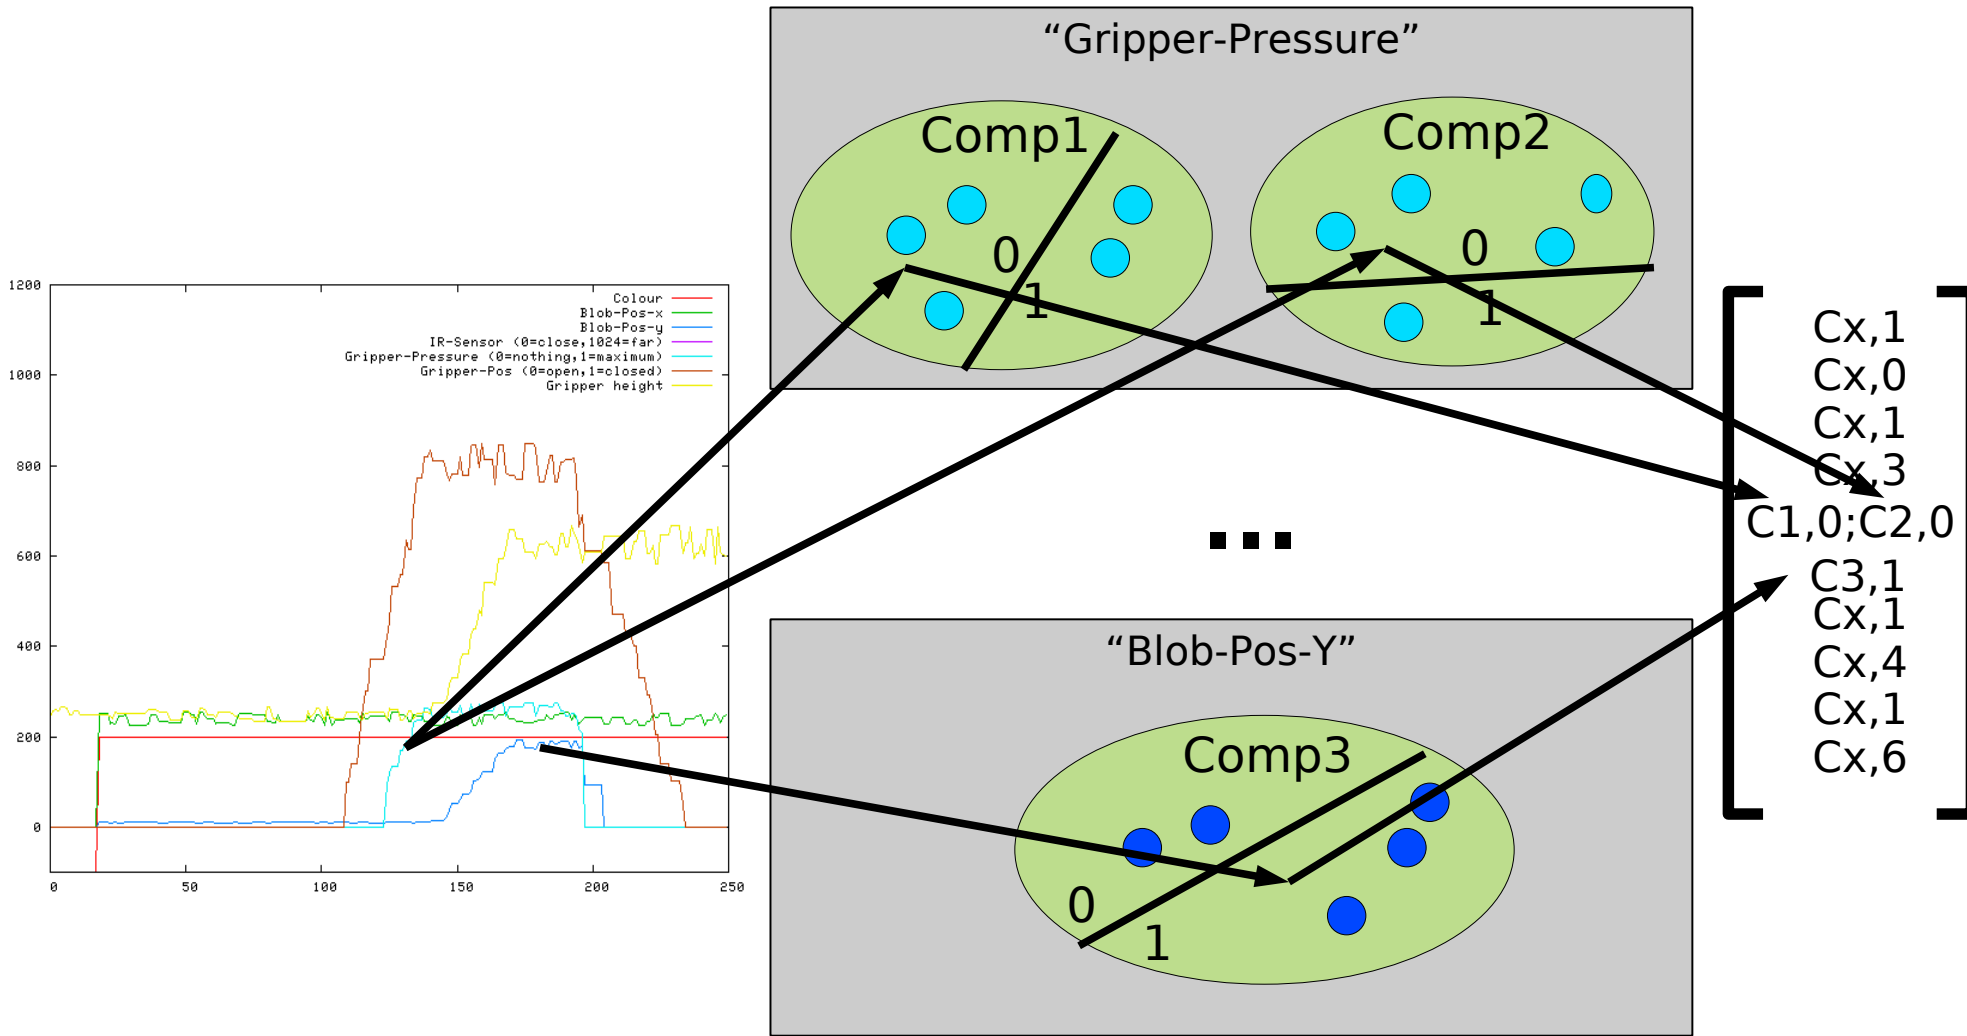 “Gripper-Pressure”
Comp1
0
1
Comp2
0
1
1200
1000
800
600
400
200
0
0 50 100 150 200 250
Colour
Blob-Pos-x
Blob-Pos-y
IR-Sensor (0=close,1024=far)
Gripper-Pressure (0=nothing,1=maximum)
Gripper-Pos (0=open,1=closed)
Gripper height
...
“Blob-Pos-Y”
Comp3
0
1
Cx,1
Cx,0
Cx,1
Cx,3
C1,0;C2,0
C3,1
Cx,1
Cx,4
Cx,1
Cx,6